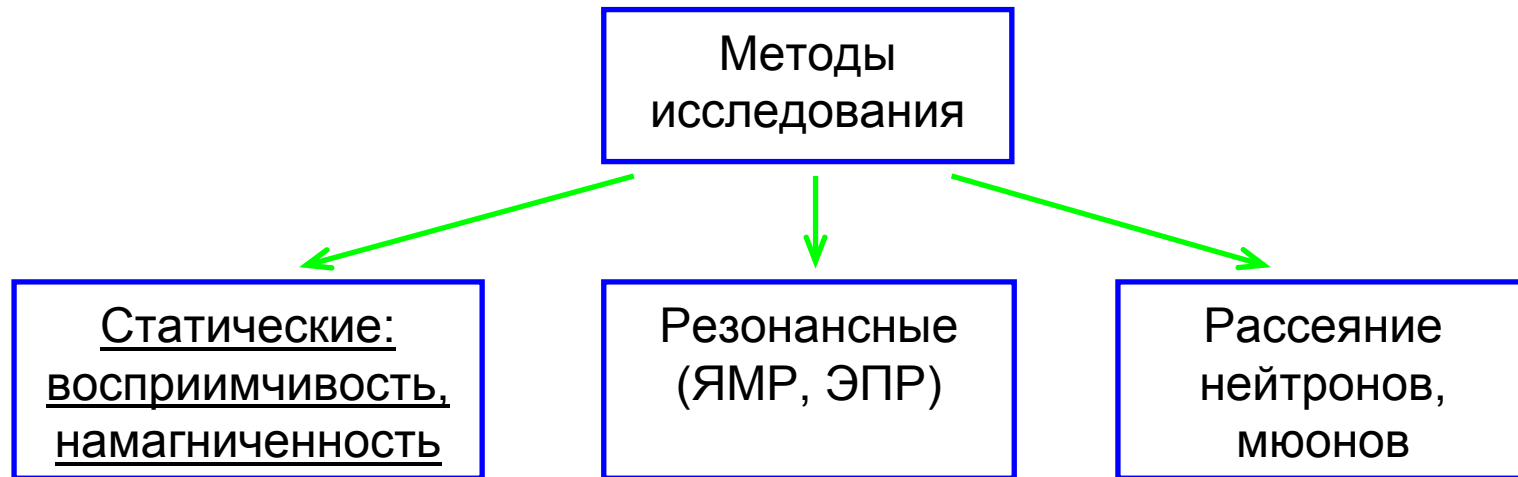 Методы
исследования
Статические:
восприимчивость,
намагниченность
Резонансные
(ЯМР, ЭПР)
Рассеяние
нейтронов,
мюонов